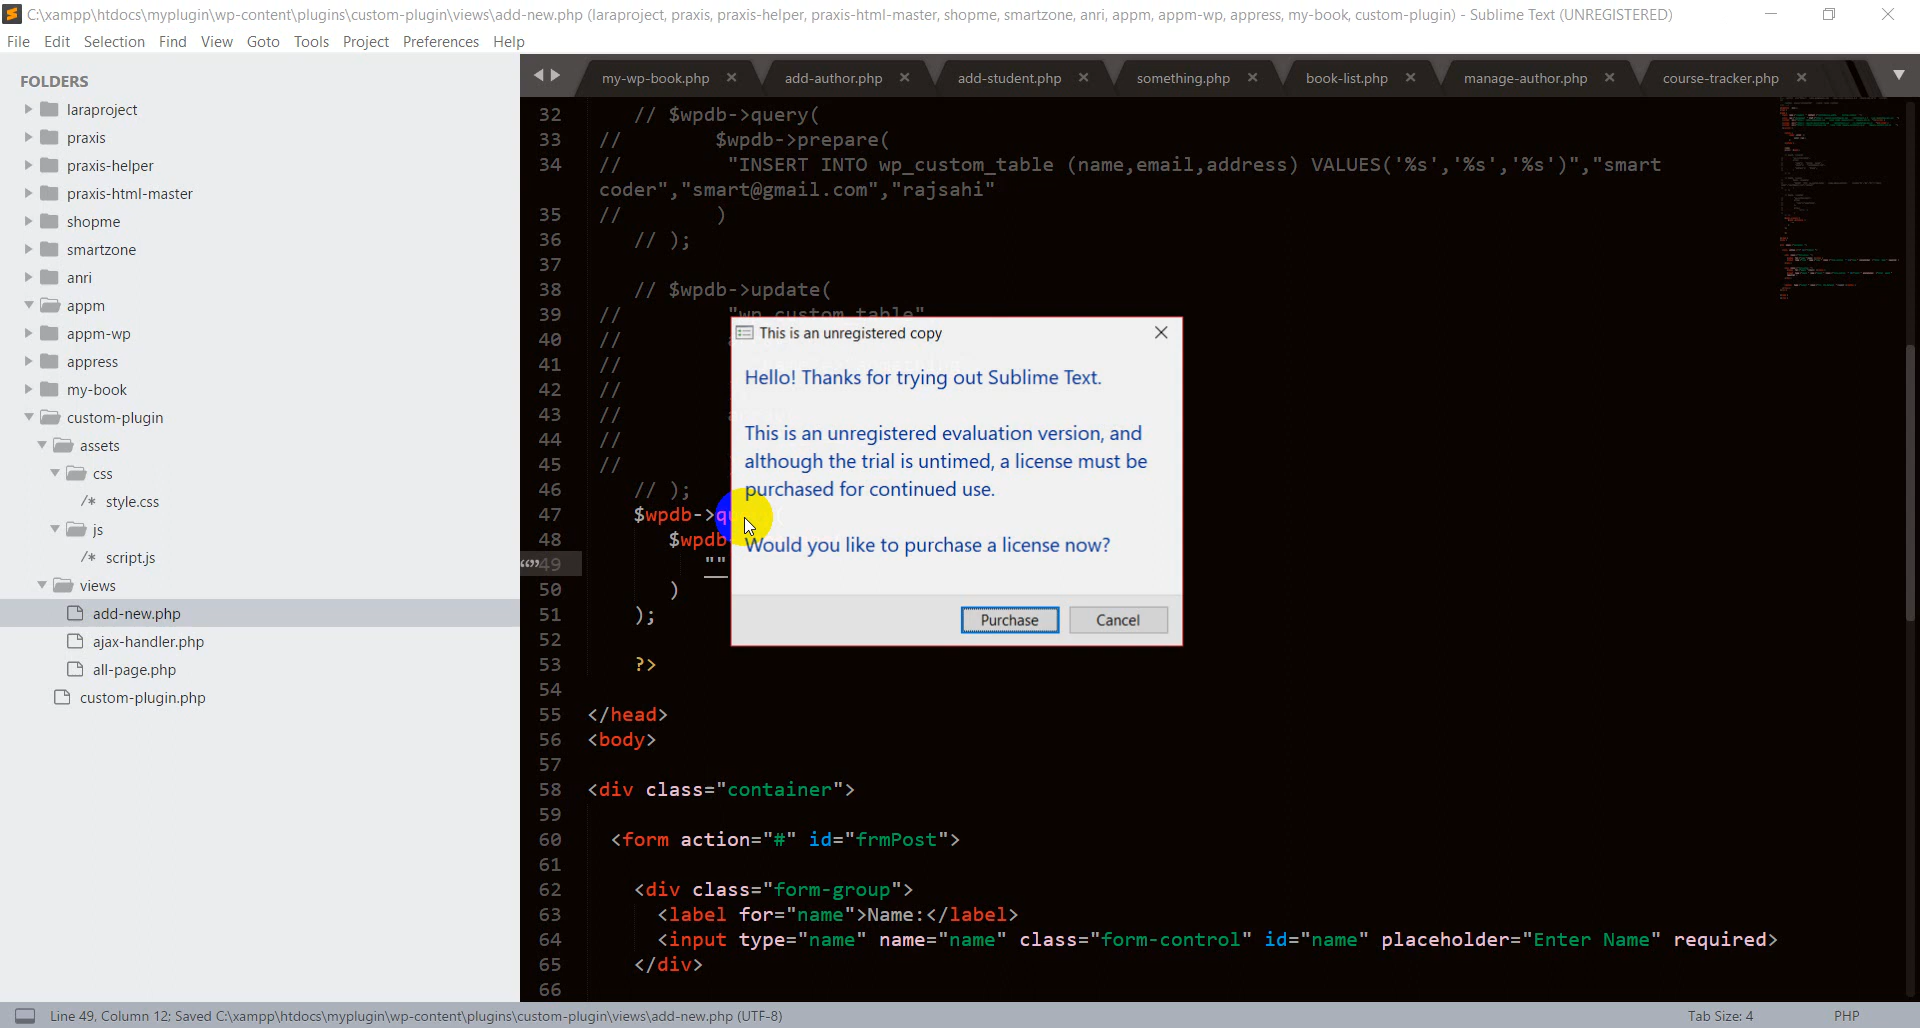 C:\xampp\htdocs\myplugin\wp-content\plugins\custom-plugin\views\add-new.php (laraproject, praxis, praxis-helper, praxis-html-master, shopme, smartzone, anri, appm, appm-wp, appress, my-book, custom-plugin) - Sublime Text (UNREGISTERED)
File Edit Selection Find View Goto Tools Project Preferences Help
FOLDERS
laraproject
praxis
praxis-helper
praxis-html-master
shopme
smartzone
anri
appm
appm-wp
appress
my-book
custom-plugin
assets
css
/* style.css
js
/* script.js
views
add-new.php
ajax-handler.php
all-page.php
custom-plugin.php
my-wp-book.php add-author.php add-student.php something.php book-list.php manage-author.php course-tracker.php
32 // $wpdb->query(
33 // $wpdb->prepare(
34 // "INSERT INTO wp_custom_table (name,email,address) VALUES('%s','%s','%s')","smart
coder","smart@gmail.com","rajsahi"
35 // )
36 // );
37
38 // $wpdb->update(
39 // "wp_custom_table"
40 //
41 //
42 //
43 //
44 //
45 //
46 // );
47 $wpdb->
48 $wpdb
49 ""
50 )
51 );
52
53 ?>
54
55 </head>
56 <body>
57
58 <div class="container">
59
60 <form action="#" id="frmPost">
61
62 <div class="form-group">
63 <label for="name">Name:</label>
64 <input type="name" name="name" class="form-control" id="name" placeholder="Enter Name" required>
65 </div>
66
This is an unregistered copy
Hello! Thanks for trying out Sublime Text.
This is an unregistered evaluation version, and
although the trial is untimed, a license must be
purchased for continued use.
Would you like to purchase a license now?
Purchase Cancel
Line 49, Column 12; Saved C:\xampp\htdocs\myplugin\wp-content\plugins\custom-plugin\views\add-new.php (UTF-8) Tab Size: 4 PHP